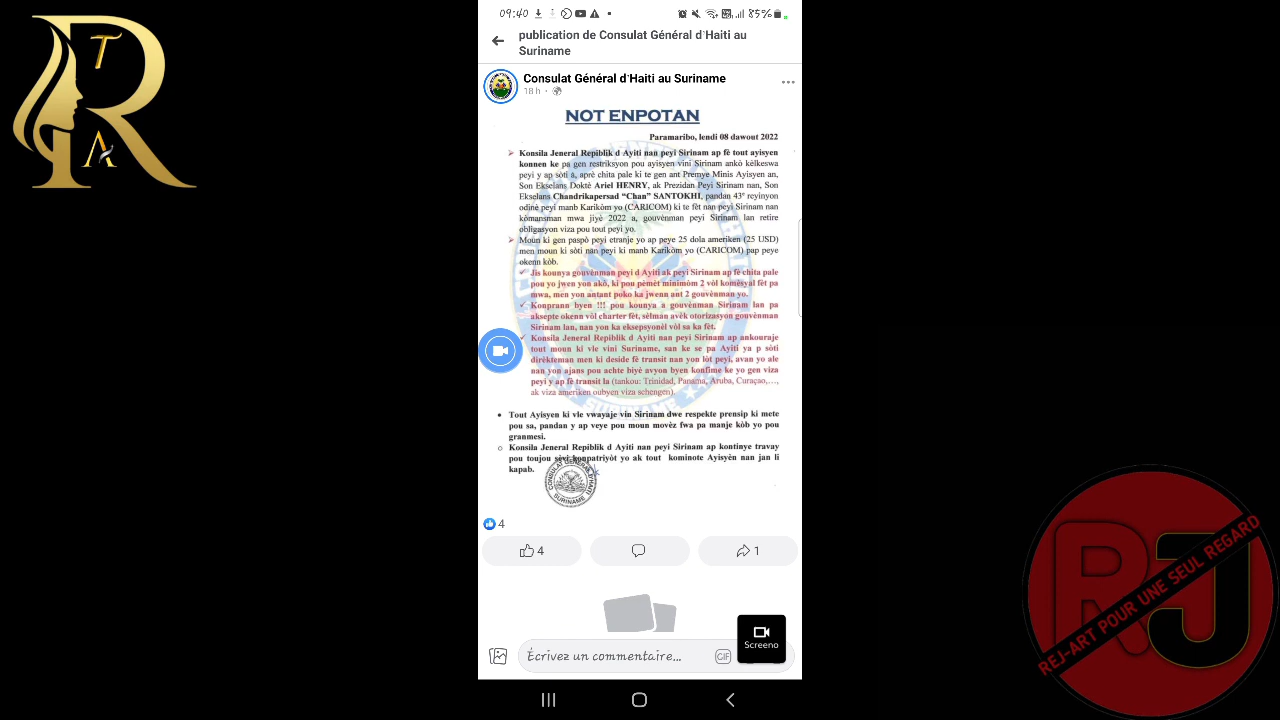 TRA
09:40
85%
publication de Consulat Général d'Haiti au
Suriname
Consulat Général d'Haiti au Suriname
18 h
NOT ENPOTAN
Paramaribo, lendi 08 dawout 2022
Konsila Jeneral Repiblik d Ayiti nan peyi Sirinam ap fè tout ayisyen
konnen ke pa gen restriksyon pou ayisyen vini Sirinam ankò kèlkeswa
peyi y ap sòti a, aprè chita pale ki te gen ant Premye Minis Ayisyen an,
Son Ekselans Doktè Ariel HENRY, ak Prezidan Peyi Sirinam nan, Son
Ekselans Chandrikapersad “Chan” SANTOKHI, pandan 43e reyinyon
odinè peyi manb Karikòm yo (CARICOM) ki te fèt nan peyi Sirinam nan
kòmansman mwa jiyè 2022 a, gouvènman peyi Sirinam lan retire
obligasyon viza pou tout peyi yo.
Moun ki gen paspò peyi etranje yo ap peye 25 dola ameriken (25 USD)
men moun ki sòti nan peyi ki manb Karikòm yo (CARICOM) pap peye
okenn kòb.
Jis kounya gouvènman peyi d Ayiti ak peyi Sirinam ap fè chita pale
pou yo jwen yon akò, ki pou pèmèt minimòm 2 vòl komèsyal fèt pa
mwa, men yon antant poko ka jwenn ant 2 gouvènman yo.
Konprann byen !!! pou kounya a gouvènman Sirinam lan pa
aksepte okenn vòl charter fèt, sèlman avèk otorizasyon gouvènman
Sirinam lan, nan yon ka eksepsyonèl vòl sa ka fèt.
Konsila Jeneral Repiblik d Ayiti nan peyi Sirinam ap ankouraje
tout moun ki vle vini Suriname, san ke se pa Ayiti ya p sòti
dirèkteman men ki deside fè transit nan yon lòt peyi, avan yo ale
nan yon ajans pou achte biyè avyon byen konfime ke yo gen viza
peyi y ap fè transit la (tankou: Trinidad, Panama, Aruba, Curaçao,...,
ak viza ameriken oubyen viza schengen).
Tout Ayisyen ki vle vwayaje vin Sirinam dwe respekte prensip ki mete
pou sa, pandan y ap veye pou moun movèz fwa pa manje kòb yo pou
granmesi.
Konsila Jeneral Repiblik d Ayiti nan peyi Sirinam ap kontinye travay
pou toujou sèvi konpatriyòt yo ak tout kominote Ayisyèn nan jan li
kapab.
CONSULAT GENERAL D'HAITI
SURINAME
4
4
1
Screeno
Écrivez un commentaire...
GIF
RJ
REJ-ART POUR UNE SEUL REGARD